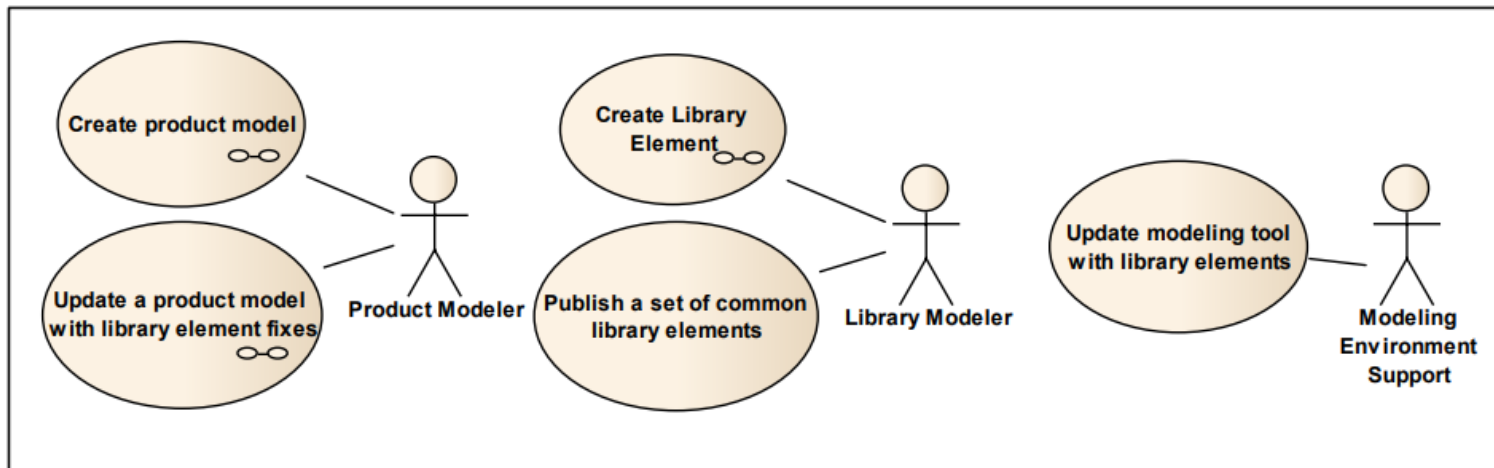 Create product model
Update a product model
with library element fixes
Product Modeler
Create Library
Element
Publish a set of common
library elements
Library Modeler
Update modeling tool
with library elements
Modeling
Environment
Support